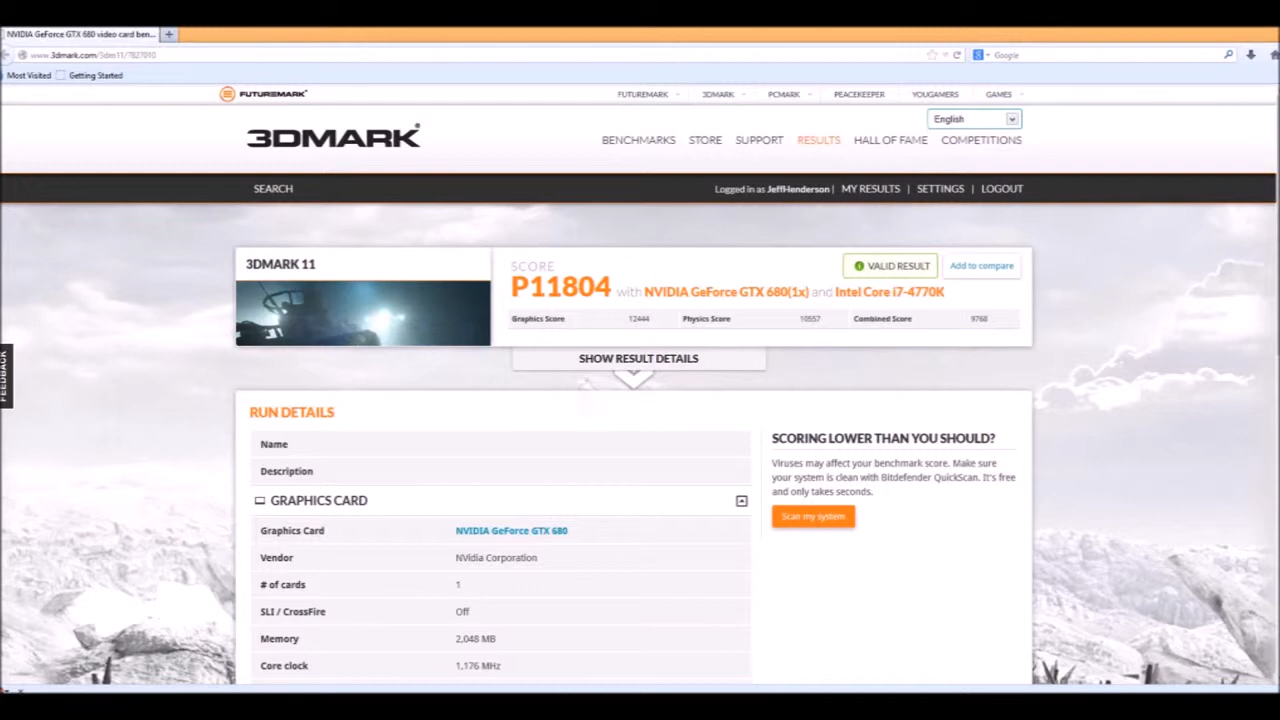 NVIDIA GeForce GTX 680 video card ben...
www.3dmark.com/3dm11/7827010
Google
Most Visited Getting Started
FUTUREMARK
FUTUREMARK 3DMARK PCMARK PEACEKEEPER YOUGAMERS GAMES
English
3DMARK
BENCHMARKS STORE SUPPORT RESULTS HALL OF FAME COMPETITIONS
SEARCH
Logged in as JeffHenderson | MY RESULTS | SETTINGS | LOGOUT
FEEDBACK
3DMARK 11
SCORE
VALID RESULT
Add to compare
P11804 with NVIDIA GeForce GTX 680(1x) and Intel Core i7-4770K
Graphics Score 12444 Physics Score 10557 Combined Score 9768
SHOW RESULT DETAILS
RUN DETAILS
Name
Description
GRAPHICS CARD
Graphics Card NVIDIA GeForce GTX 680
Vendor NVidia Corporation
# of cards 1
SLI / CrossFire Off
Memory 2,048 MB
Core clock 1,176 MHz
SCORING LOWER THAN YOU SHOULD?
Viruses may affect your benchmark score. Make sure
your system is clean with Bitdefender QuickScan. It's free
and only takes seconds.
Scan my system